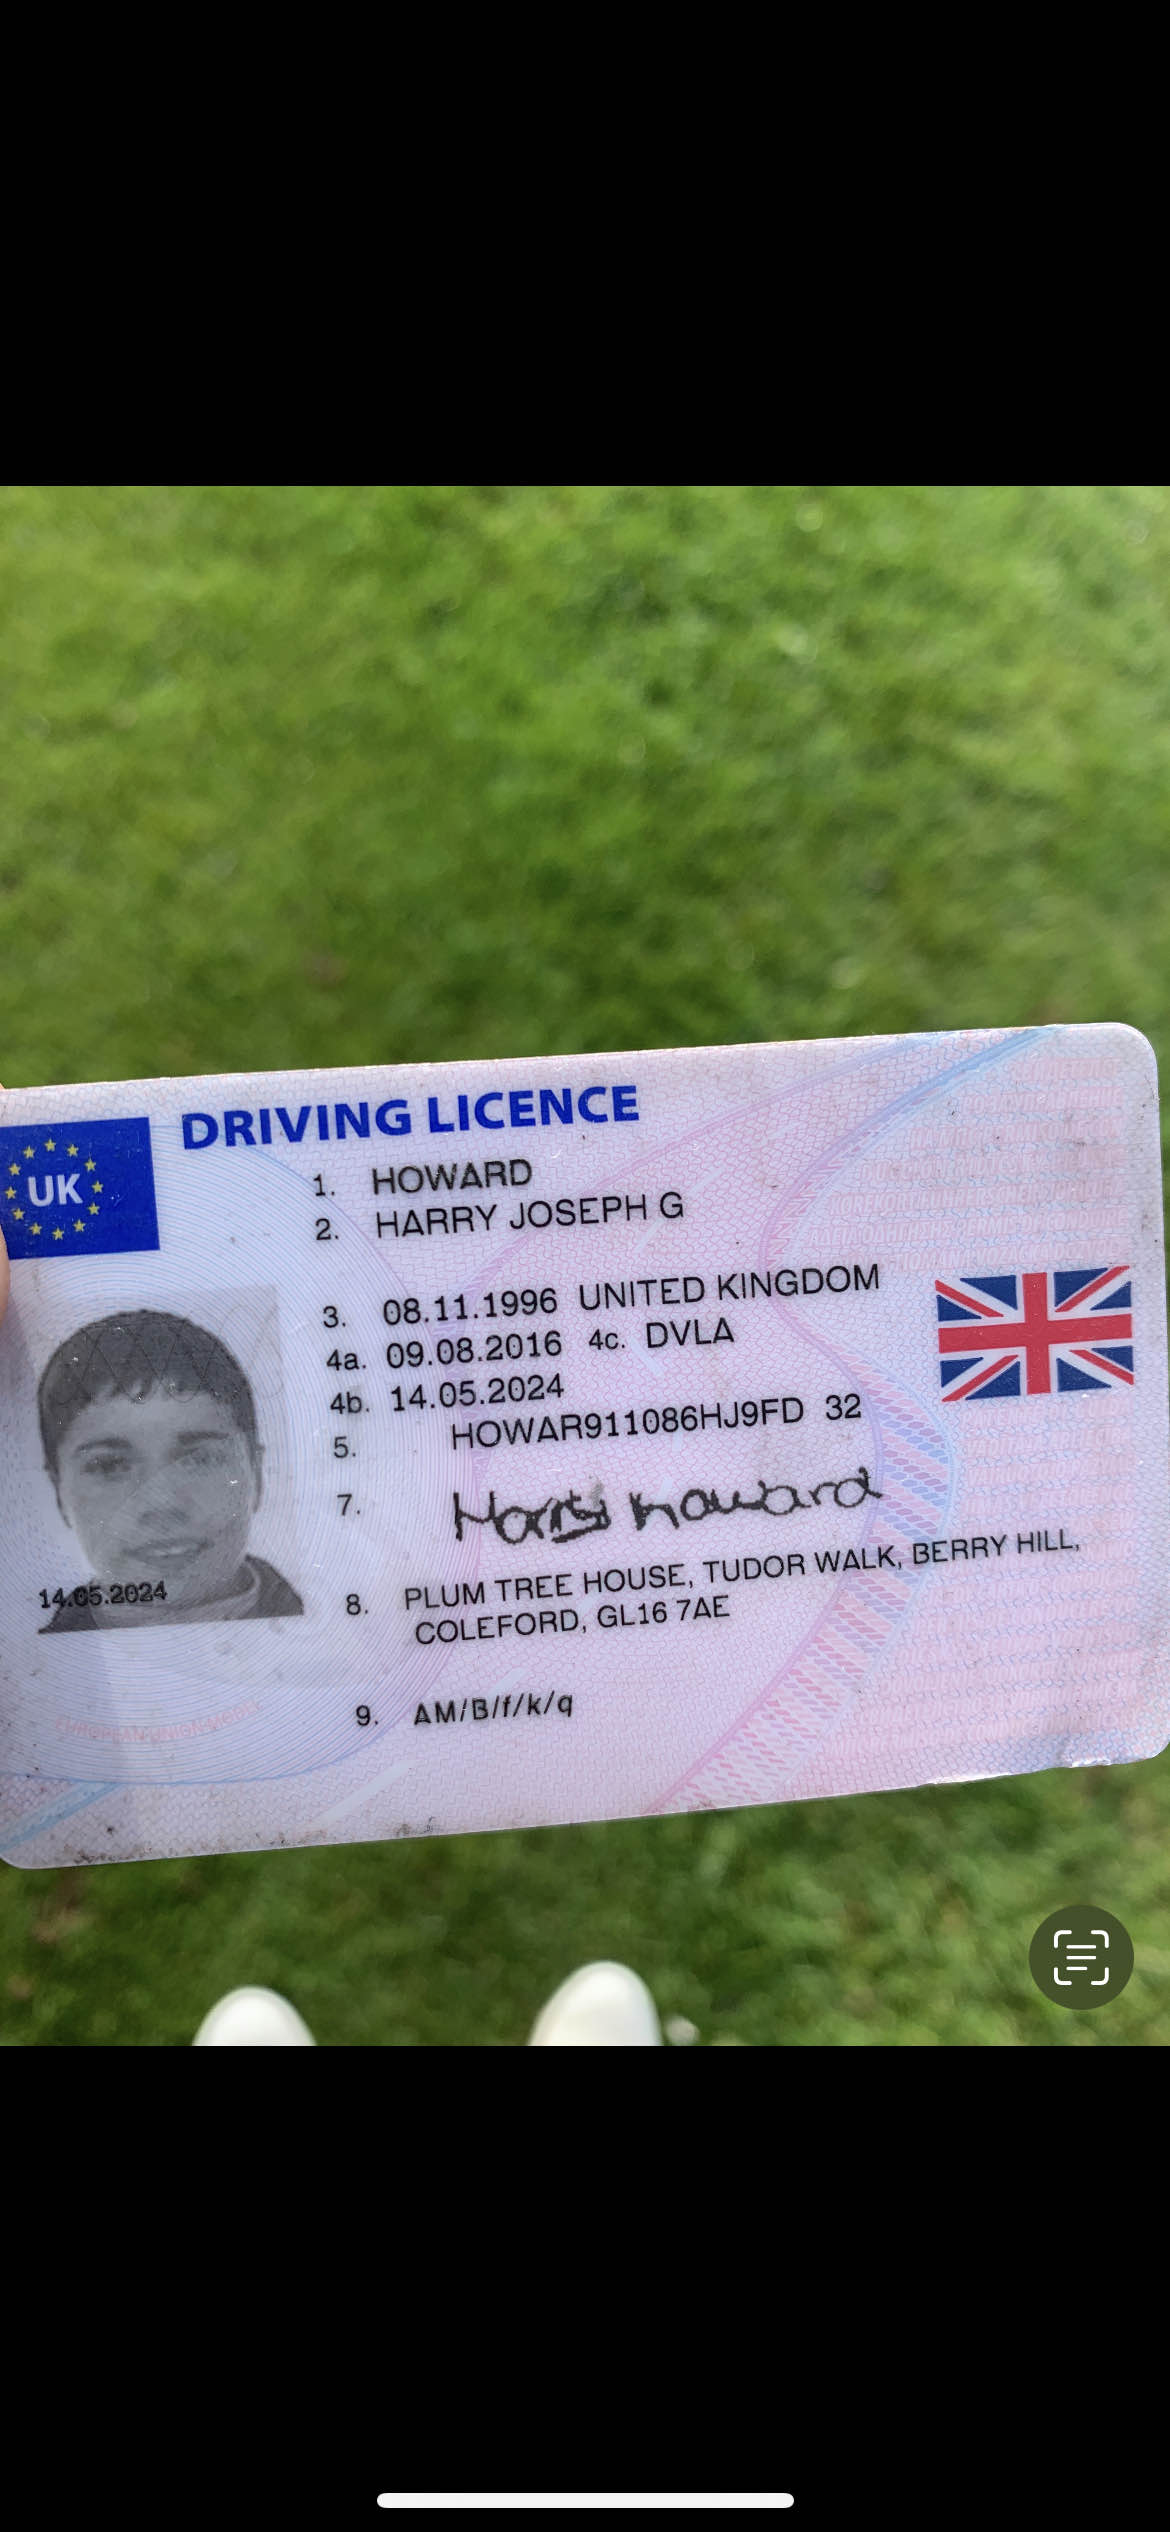 DRIVING LICENCE
UK
1. HOWARD
2. HARRY JOSEPH G
3. 08.11.1996 UNITED KINGDOM
4a. 09.08.2016 4c. DVLA
4b. 14.05.2024
5. HOWAR911086HJ9FD 32
7. Harry Howard
14.05.2024
8. PLUM TREE HOUSE, TUDOR WALK, BERRY HILL,
COLEFORD, GL16 7AE
9. AM/B/f/k/q